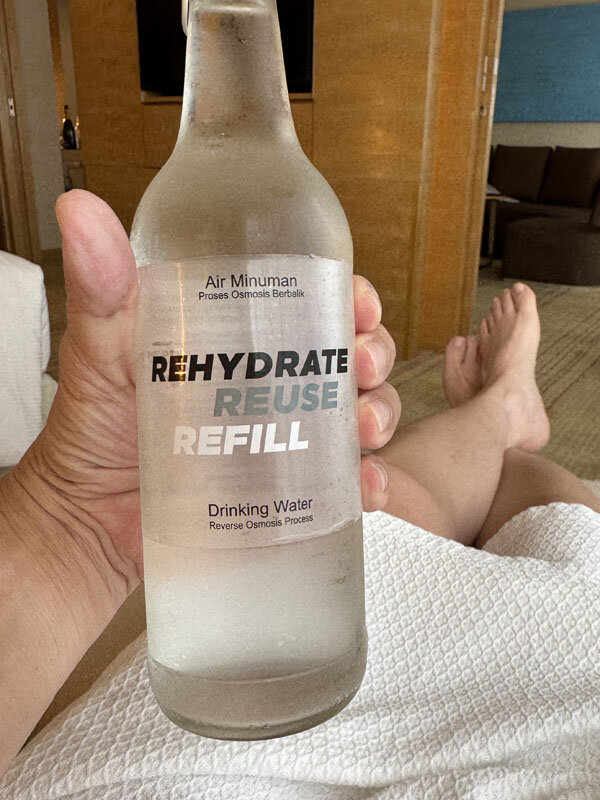 Air Minuman
Proses Osmosis Berbalik
REHYDRATE
REUSE
REFILL
Drinking Water
Reverse Osmosis Process